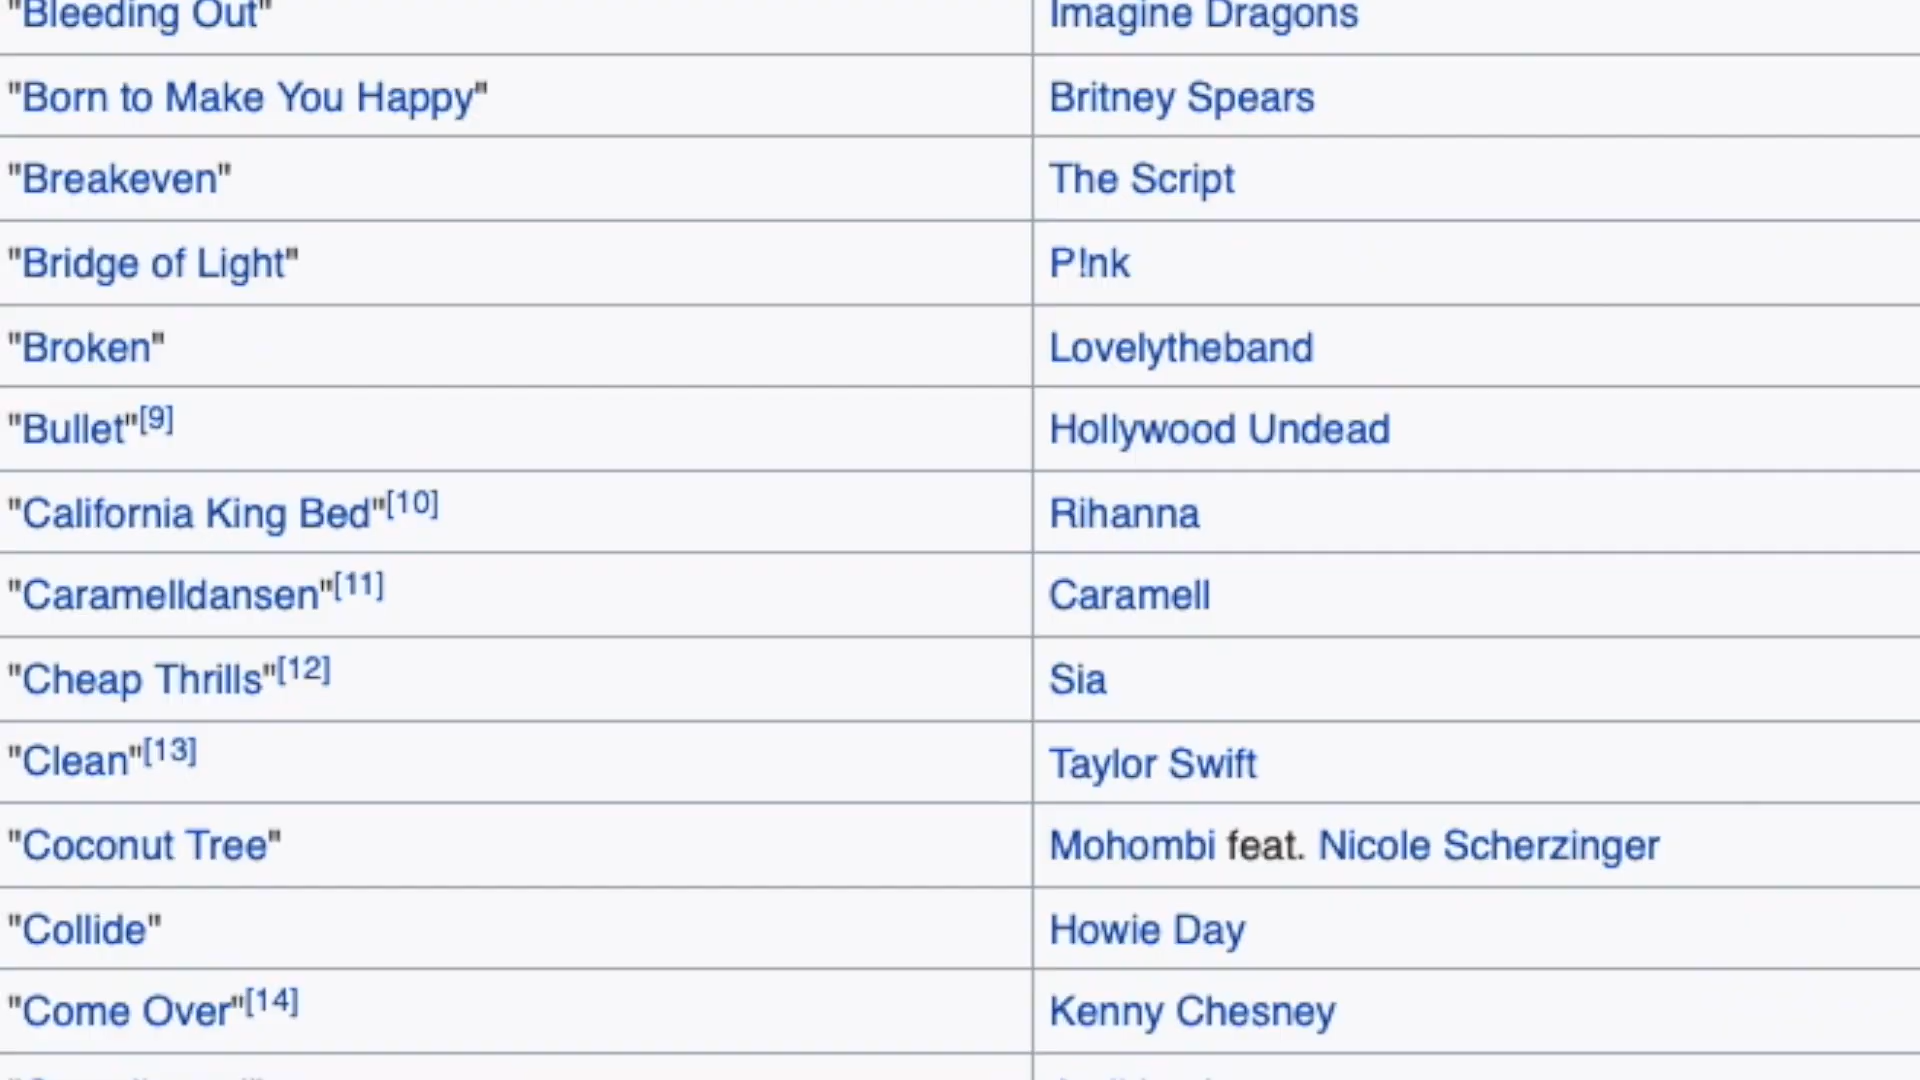 "Bleeding Out" Imagine Dragons
"Born to Make You Happy" Britney Spears
"Breakeven" The Script
"Bridge of Light" P!nk
"Broken" Lovelytheband
"Bullet"[9] Hollywood Undead
"California King Bed"[10] Rihanna
"Caramelldansen"[11] Caramell
"Cheap Thrills"[12] Sia
"Clean"[13] Taylor Swift
"Coconut Tree" Mohombi feat. Nicole Scherzinger
"Collide" Howie Day
"Come Over"[14] Kenny Chesney